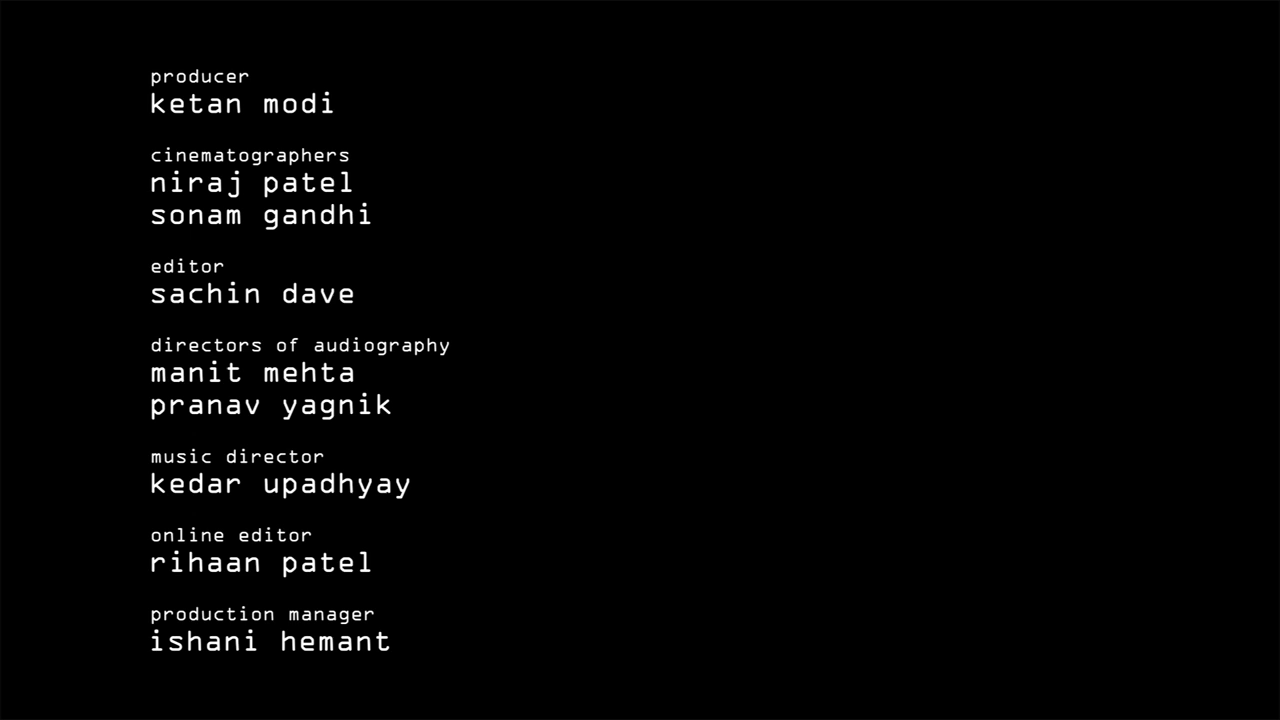 producer
ketan modi
cinematographers
niraj patel
sonam gandhi
editor
sachin dave
directors of audiography
manit mehta
pranav yagnik
music director
kedar upadhyay
online editor
rihaan patel
production manager
ishani hemant